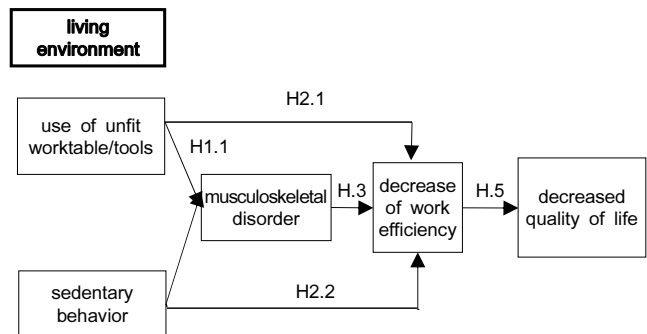 living
environment
H2.1
use of unfit
worktable/tools
H1.1
musculoskeletal
disorder
H.3
decrease
of work
efficiency
H.5
decreased
quality of life
H2.2
sedentary
behavior